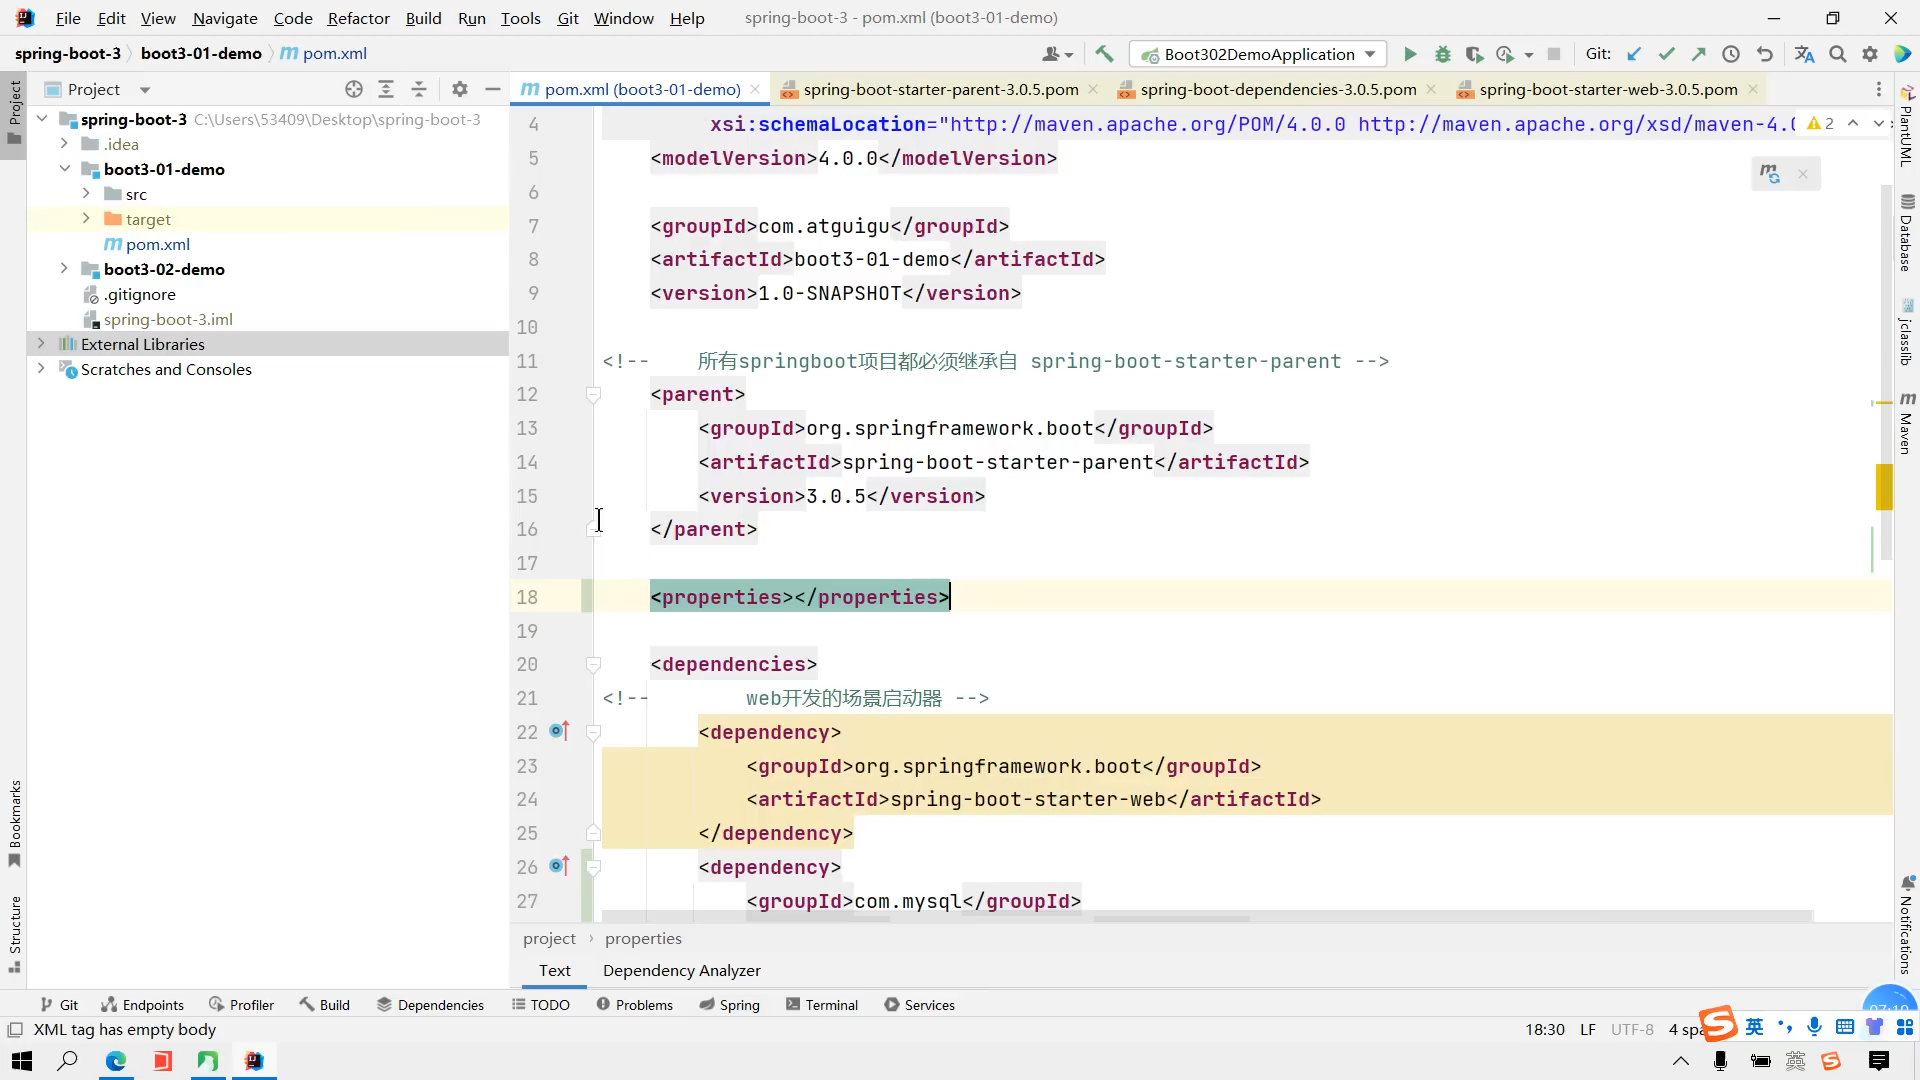 File Edit View Navigate Code Refactor Build Run Tools Git Window Help spring-boot-3 - pom.xml (boot3-01-demo)
spring-boot-3 boot3-01-demo pom.xml Boot302DemoApplication Git:
Project
pom.xml (boot3-01-demo) spring-boot-starter-parent-3.0.5.pom spring-boot-dependencies-3.0.5.pom spring-boot-starter-web-3.0.5.pom
Project
spring-boot-3 C:\Users\53409\Desktop\spring-boot-3
.idea
boot3-01-demo
src
target
pom.xml
boot3-02-demo
.gitignore
spring-boot-3.iml
External Libraries
Scratches and Consoles
Bookmarks
Structure
4 xsi:schemaLocation="http://maven.apache.org/POM/4.0.0 http://maven.apache.org/xsd/maven-4.0
2
5 <modelVersion>4.0.0</modelVersion>
6
7 <groupId>com.atguigu</groupId>
8 <artifactId>boot3-01-demo</artifactId>
9 <version>1.0-SNAPSHOT</version>
10
11 <!-- 所有springboot项目都必须继承自 spring-boot-starter-parent -->
12 <parent>
13 <groupId>org.springframework.boot</groupId>
14 <artifactId>spring-boot-starter-parent</artifactId>
15 <version>3.0.5</version>
16 </parent>
17
18 <properties></properties>
19
20 <dependencies>
21 <!-- web开发的场景启动器 -->
22 <dependency>
23 <groupId>org.springframework.boot</groupId>
24 <artifactId>spring-boot-starter-web</artifactId>
25 </dependency>
26 <dependency>
27 <groupId>com.mysql</groupId>
PlantUML
Database
jclasslib
Maven
Notifications
project › properties
Text Dependency Analyzer
Git Endpoints Profiler Build Dependencies TODO Problems Spring Terminal Services
XML tag has empty body 18:30 LF UTF-8 4 spa
英
英